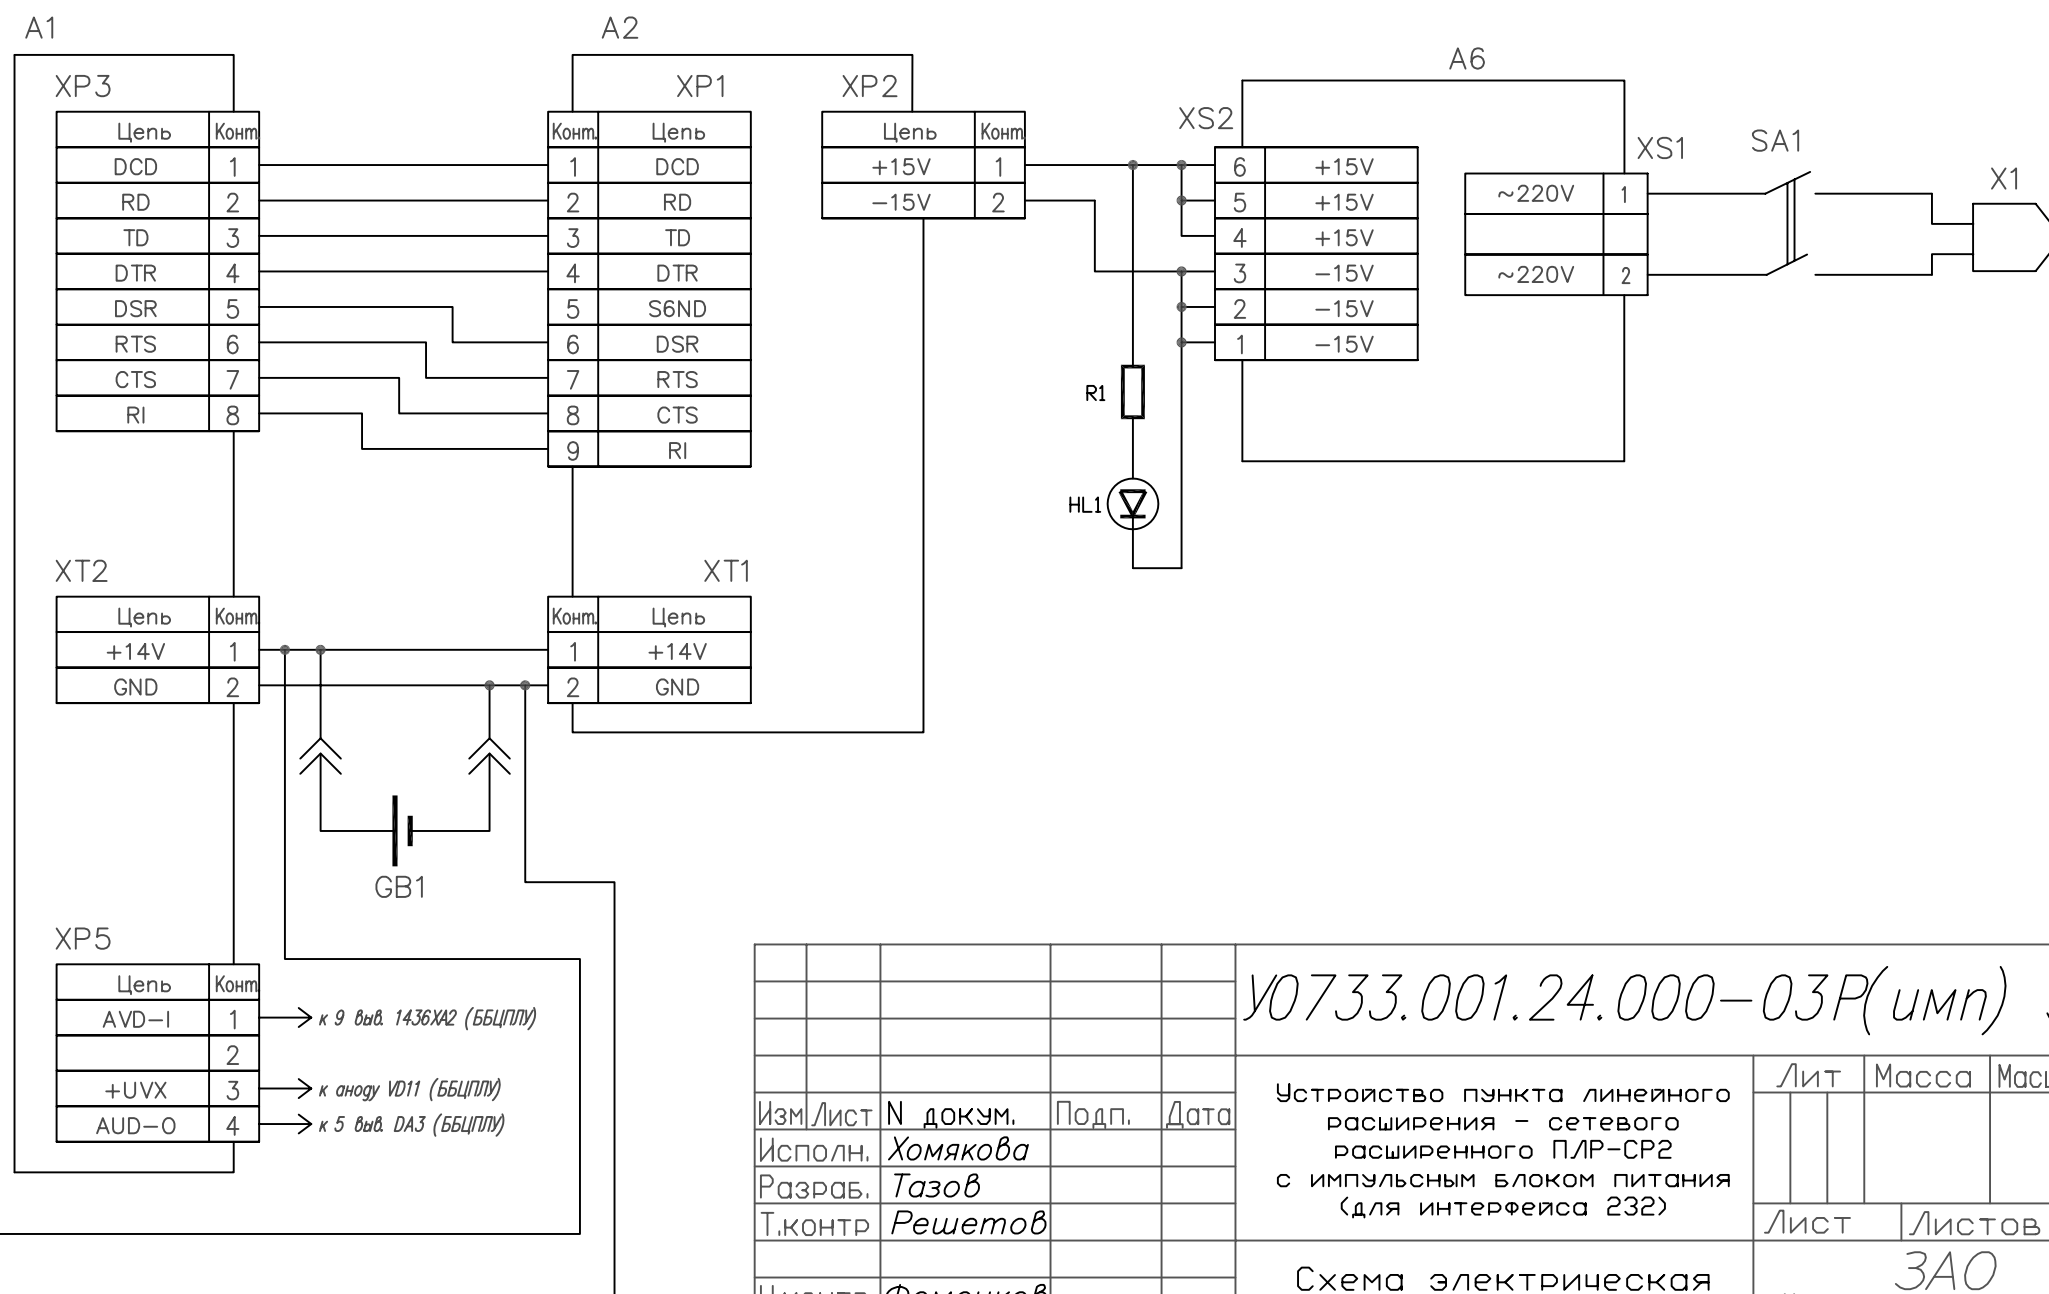 A1
A2
A6
XP3
Цепь Конт
DCD 1
RD 2
TD 3
DTR 4
DSR 5
RTS 6
CTS 7
RI 8
XP1
Конт. Цепь
1 DCD
2 RD
3 TD
4 DTR
5 S6ND
6 DSR
7 RTS
8 CTS
9 RI
XP2
Цепь Конт
+15V 1
-15V 2
XS2
6 +15V
5 +15V
4 +15V
3 -15V
2 -15V
1 -15V
XS1
~220V 1
~220V 2
SA1
X1
R1
HL1
XT2
Цепь Конт.
+14V 1
GND 2
XT1
Конт. Цепь
1 +14V
2 GND
GB1
XP5
Цепь Конт
AVD-I 1
2
+UVX 3
AUD-O 4
к 9 выв. 1436ХА2 (ББЦПЛУ)
к аноду VD11 (ББЦПЛУ)
к 5 выв. DA3 (ББЦПЛУ)
У0733.001.24.000-03Р(имп)
Устройство пункта линейного
расширения - сетевого
расширенного ПЛР-СР2
с импульсным блоком питания
(для интерфейса 232)
Лит Масса
Лист Листов
Изм Лист N докум. Подп. Дата
Исполн. Хомякова
Разраб. Тазов
Т.контр Решетов
Схема электрическая
ЗАО